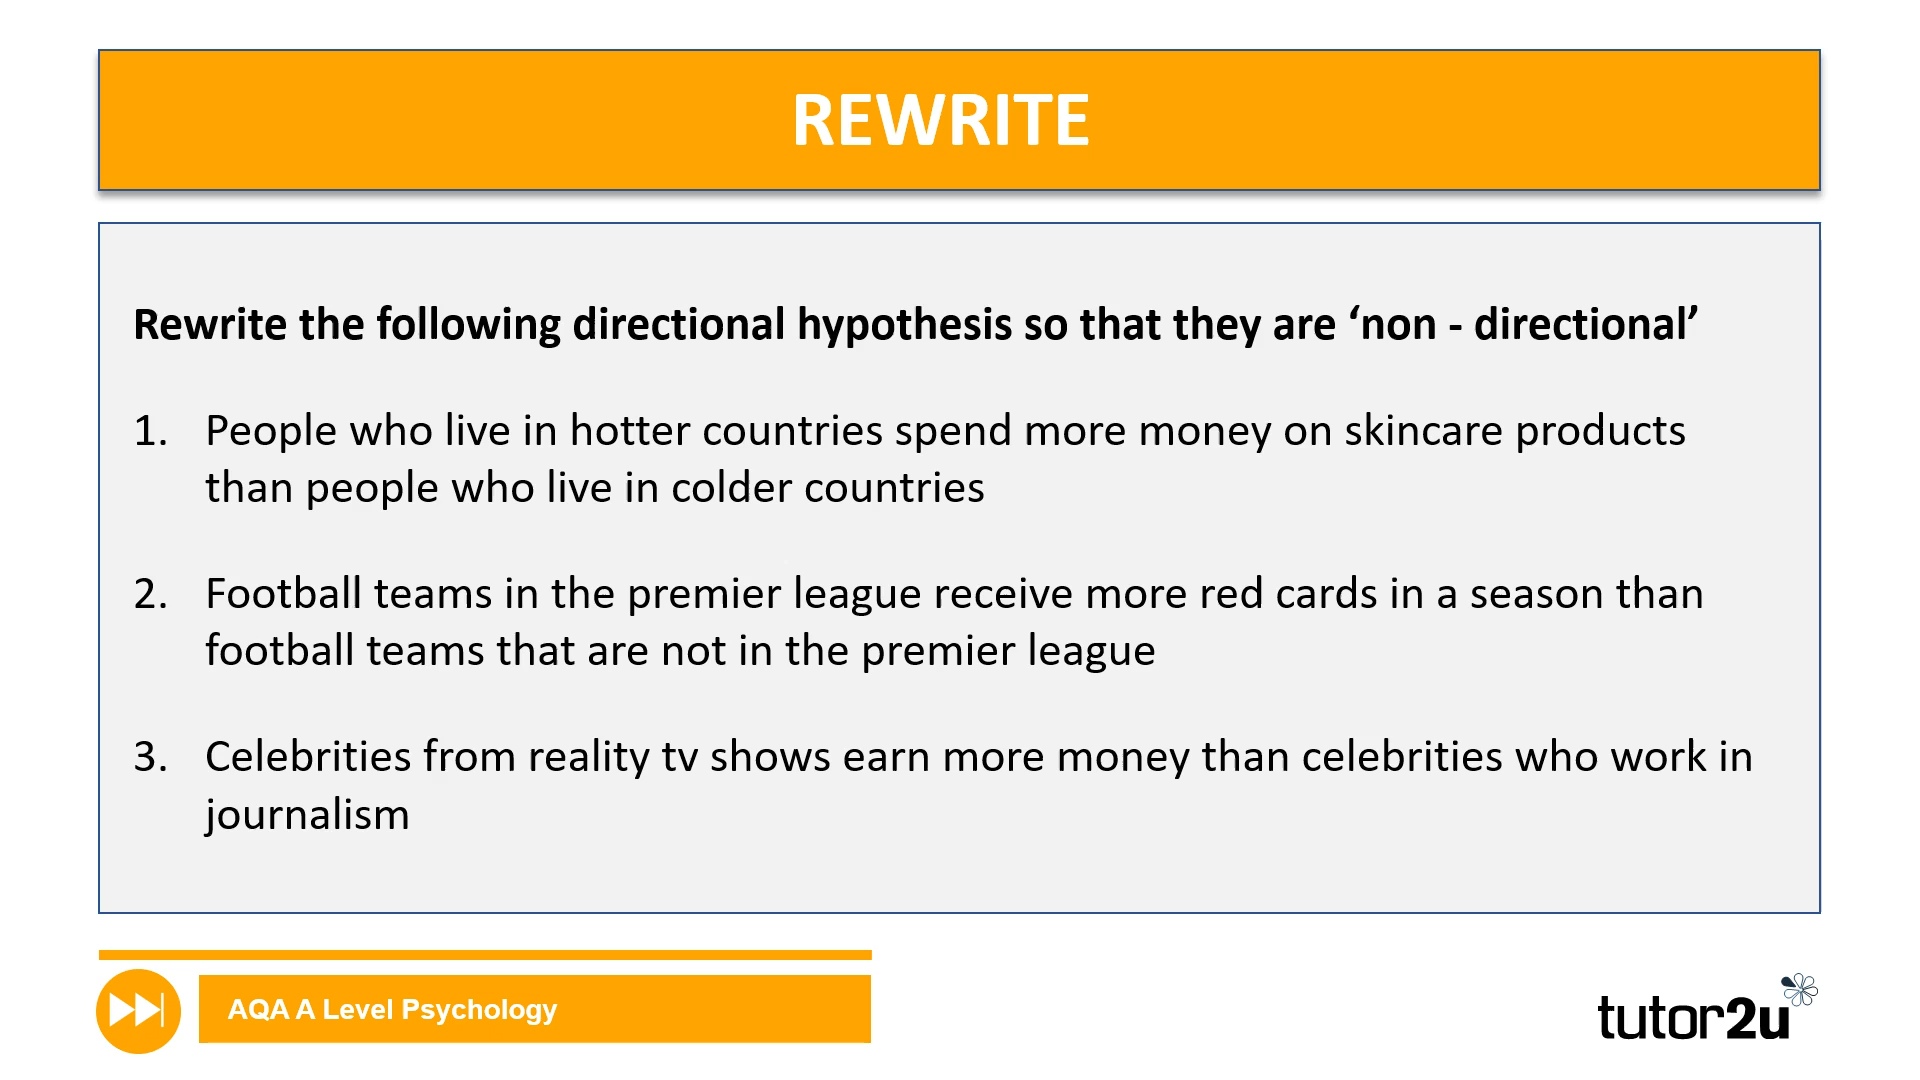 REWRITE
Rewrite the following directional hypothesis so that they are ‘non - directional’
1. People who live in hotter countries spend more money on skincare products
than people who live in colder countries
2. Football teams in the premier league receive more red cards in a season than
football teams that are not in the premier league
3. Celebrities from reality tv shows earn more money than celebrities who work in
journalism
AQA A Level Psychology
tutor2u